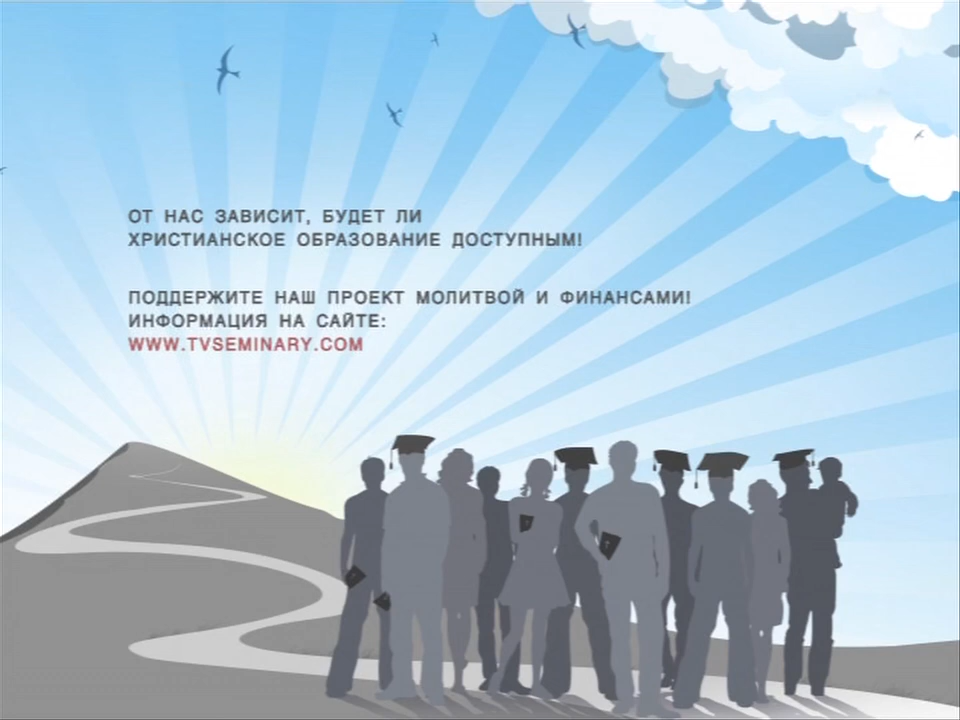 ОТ НАС ЗАВИСИТ, БУДЕТ ЛИ
ХРИСТИАНСКОЕ ОБРАЗОВАНИЕ ДОСТУПНЫМ!
ПОДДЕРЖИТЕ НАШ ПРОЕКТ МОЛИТВОЙ И ФИНАНСАМИ!
ИНФОРМАЦИЯ НА САЙТЕ:
WWW.TVSEMINARY.COM